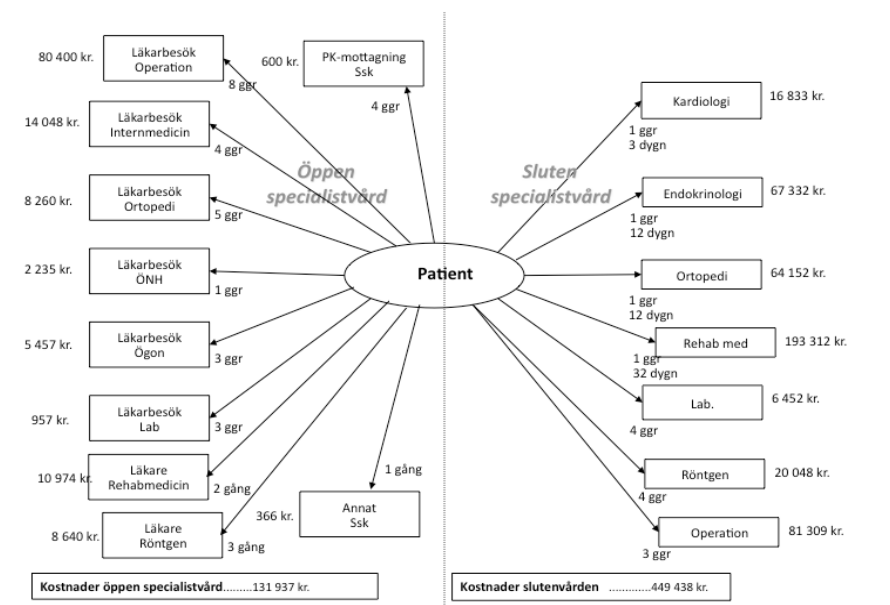 80 400 kr.
Läkarbesök
Operation
8 ggr
600 kr.
PK-mottagning
Ssk
4 ggr
14 048 kr.
Läkarbesök
Internmedicin
4 ggr
Öppen
specialistvård
8 260 kr.
Läkarbesök
Ortopedi
5 ggr
2 235 kr.
Läkarbesök
ÖNH
1 ggr
5 457 kr.
Läkarbesök
Ögon
3 ggr
957 kr.
Läkarbesök
Lab
3 ggr
10 974 kr.
Läkare
Rehabmedicin
2 gång
8 640 kr.
Läkare
Röntgen
3 gång
1 gång
366 kr.
Annat
Ssk
Kostnader öppen specialistvård.........131 937 kr.
Patient
Sluten
specialistvård
Kardiologi
16 833 kr.
1 ggr
3 dygn
Endokrinologi
67 332 kr.
1 ggr
12 dygn
Ortopedi
64 152 kr.
1 ggr
12 dygn
Rehab med
193 312 kr.
1 ggr
32 dygn
Lab.
6 452 kr.
4 ggr
Röntgen
20 048 kr.
4 ggr
Operation
81 309 kr.
3 ggr
Kostnader slutenvården .............449 438 kr.